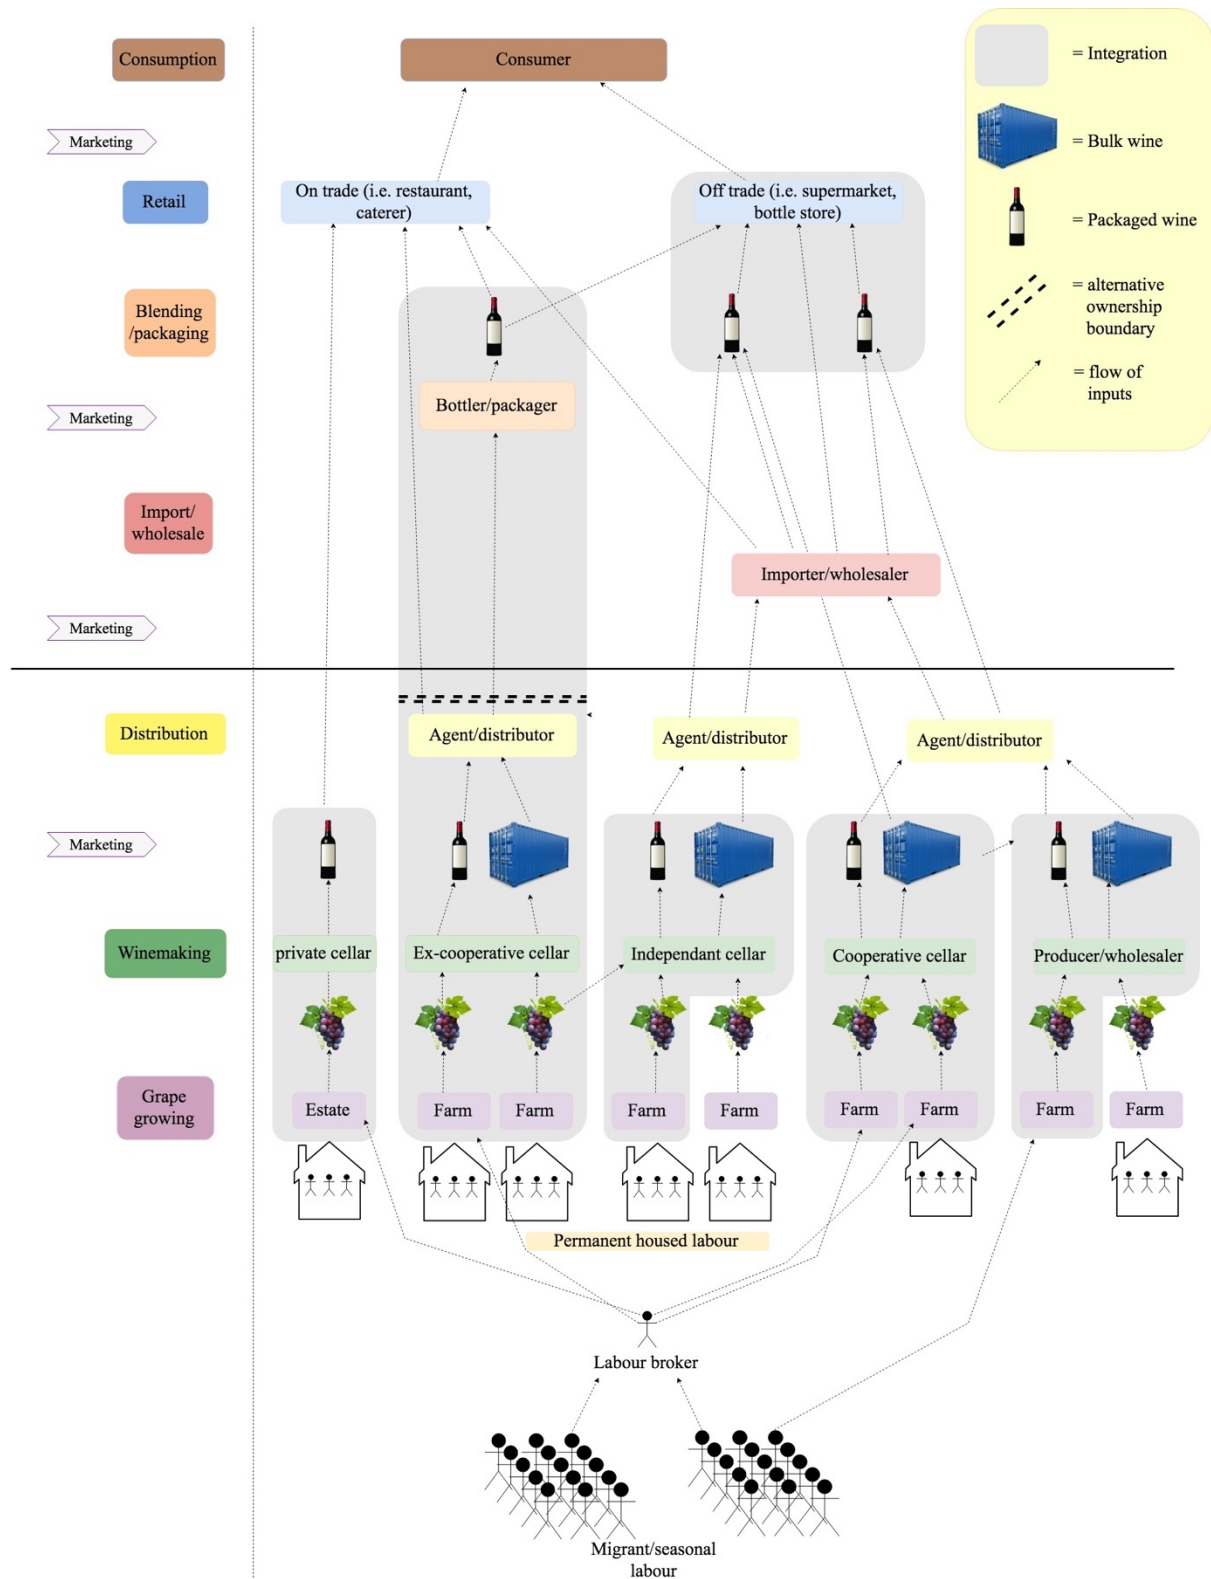 Consumption
Consumer
= Integration
Marketing
= Bulk wine
Retail
On trade (i.e. restaurant,
caterer)
Off trade (i.e. supermarket,
bottle store)
= Packaged wine
Blending
/packaging
= alternative
ownership
boundary
= flow of
inputs
Marketing
Bottler/packager
Import/
wholesale
Importer/wholesaler
Marketing
Distribution
Agent/distributor
Agent/distributor
Agent/distributor
Marketing
Winemaking
private cellar
Ex-cooperative cellar
Independant cellar
Cooperative cellar
Producer/wholesaler
Grape
growing
Estate
Farm
Farm
Farm
Farm
Farm
Farm
Farm
Farm
Permanent housed labour
Labour broker
Migrant/seasonal
labour